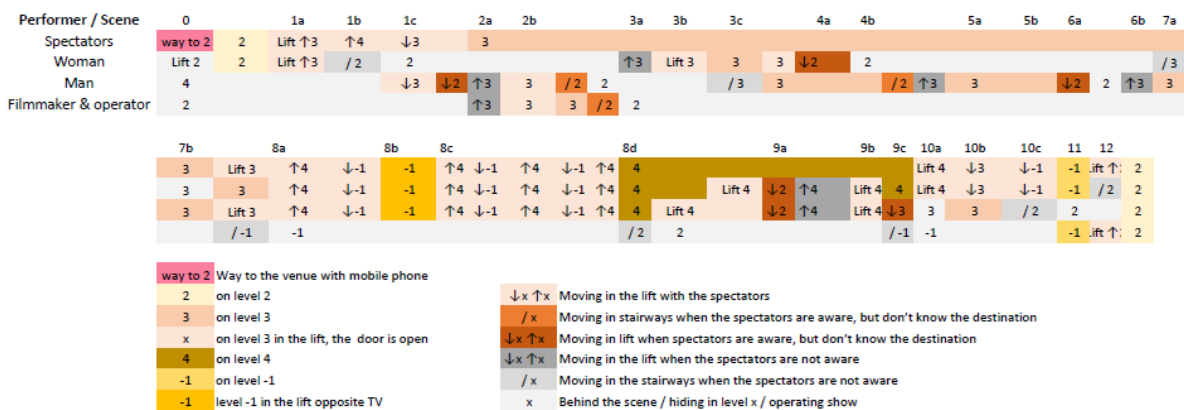 Performer / Scene 0 1a 1b 1c 2a 2b 3a 3b 3c 4a 4b 5a 5b 6a 6b 7a
Spectators way to 2 2 Lift ↑3 ↑4 ↓3 3
Woman Lift 2 2 Lift ↑3 / 2 2 ↑3 Lift 3 3 3 ↓2 2 / 3
Man 4 ↓3 ↓2 ↑3 3 / 2 2 / 3 3 / 2 ↑3 3 ↓2 2 ↑3 3
Filmmaker & operator 2 ↑3 3 3 / 2 2
7b 8a 8b 8c 8d 9a 9b 9c 10a 10b 10c 11 12
3 Lift 3 ↑4 ↓-1 -1 ↑4 ↓-1 ↑4 ↓-1 ↑4 4 Lift 4 ↓3 ↓-1 -1 Lift ↑ 2
3 3 ↑4 ↓-1 -1 ↑4 ↓-1 ↑4 ↓-1 ↑4 4 Lift 4 ↓2 ↑4 Lift 4 4 Lift 4 ↓3 ↓-1 -1 / 2 2
3 Lift 3 ↑4 ↓-1 -1 ↑4 ↓-1 ↑4 ↓-1 ↑4 4 Lift 4 ↓2 ↑4 Lift 4 ↓3 3 3 / 2 2 2
/ -1 -1 / 2 2 / -1 -1 -1 Lift ↑ 2
way to 2 Way to the venue with mobile phone
2 on level 2
↓x ↑x Moving in the lift with the spectators
3 on level 3
/ x Moving in stairways when the spectators are aware, but don't know the destination
x on level 3 in the lift, the door is open
↓x ↑x Moving in lift when spectators are aware, but don't know the destination
4 on level 4
↓x ↑x Moving in the lift when the spectators are not aware
-1 on level -1
/ x Moving in the stairways when the spectators are not aware
-1 level -1 in the lift opposite TV
x Behind the scene / hiding in level x / operating show